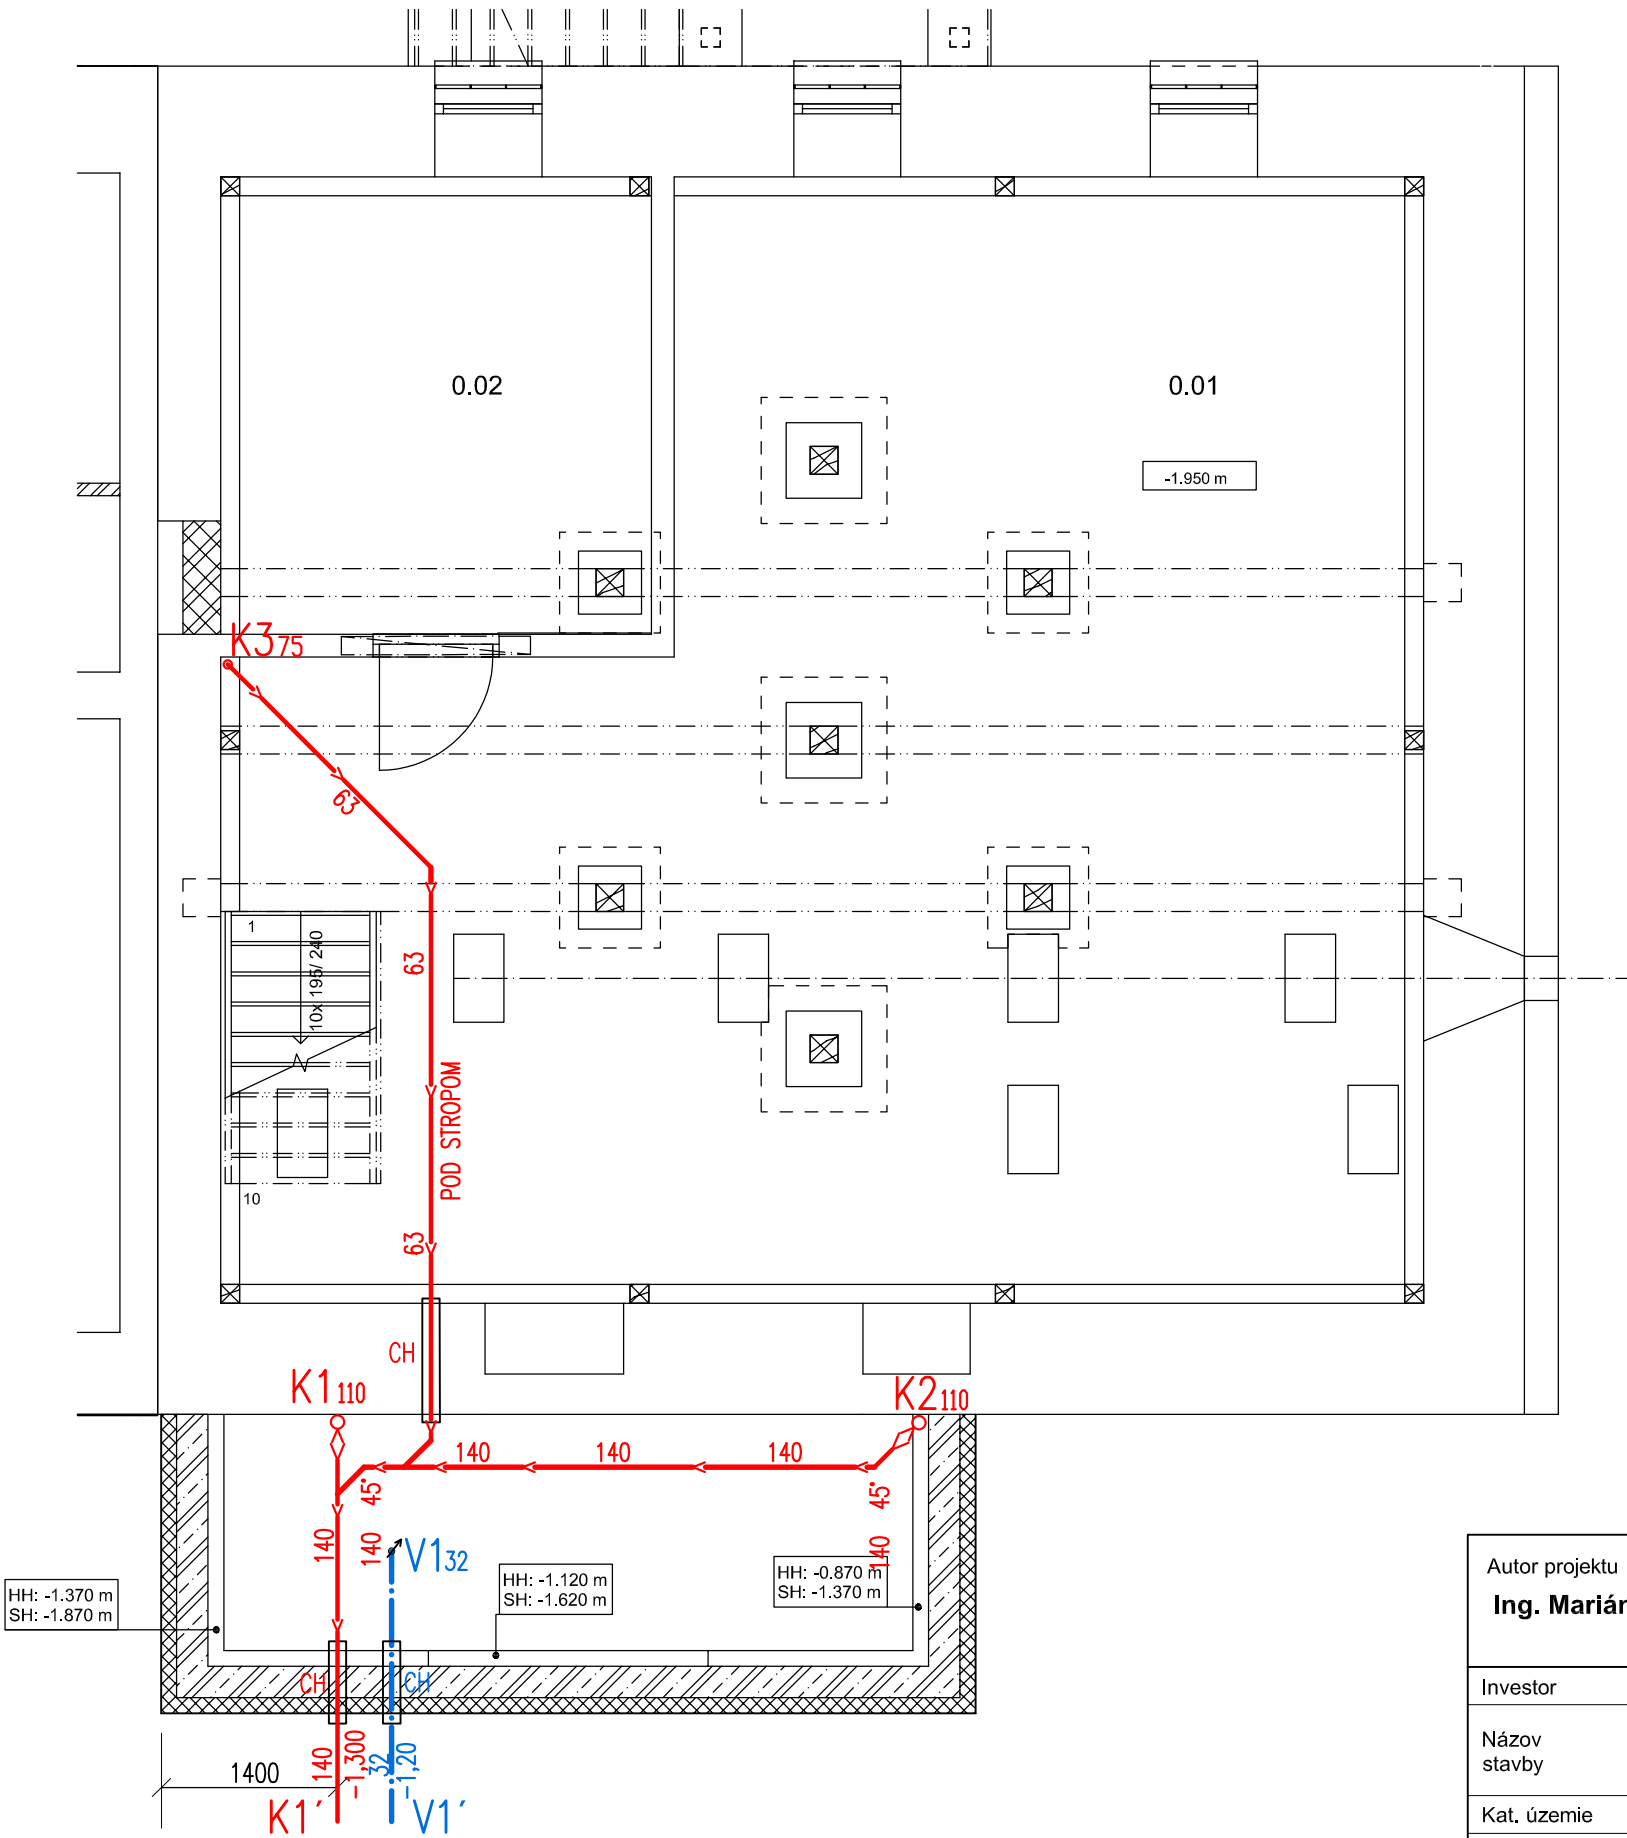 0.02
0.01
-1.950 m
K3 75
63
1
10x 195/ 240
10
63
POD STROPOM
63
CH
K1 110
K2 110
140
140
140
45°
45°
140
140
140
V1 32
HH: -1.370 m
SH: -1.870 m
HH: -1.120 m
SH: -1.620 m
HH: -0.870 m
SH: -1.370 m
CH
CH
1400
140
-1,300
32
-1,20
K1´
V1´
Autor projektu
Ing. Marián
Investor
Názov
stavby
Kat. územie